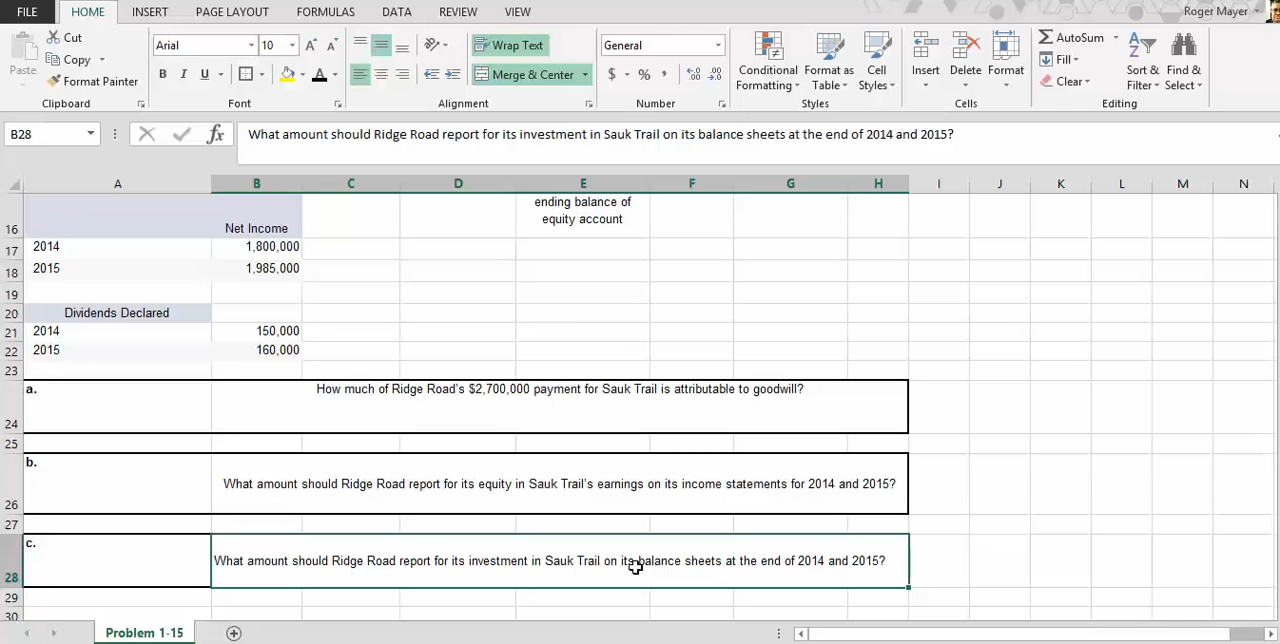 FILE HOME INSERT PAGE LAYOUT FORMULAS DATA REVIEW VIEW Roger Mayer
Paste Cut Copy Format Painter Clipboard
Arial B I U A Font
Wrap Text Merge & Center Alignment
General $ % , Number
Conditional Formatting Format as Table Cell Styles Styles
Insert Delete Format Cells
AutoSum Fill Clear Sort & Filter Find & Select Editing
B28 fx What amount should Ridge Road report for its investment in Sauk Trail on its balance sheets at the end of 2014 and 2015?
A B C D E F G H I J K L M N
ending balance of
equity account
16 Net Income
17 2014 1,800,000
18 2015 1,985,000
19
20 Dividends Declared
21 2014 150,000
22 2015 160,000
23
24 a. How much of Ridge Road's $2,700,000 payment for Sauk Trail is attributable to goodwill?
25
26 b. What amount should Ridge Road report for its equity in Sauk Trail's earnings on its income statements for 2014 and 2015?
27
28 c. What amount should Ridge Road report for its investment in Sauk Trail on its balance sheets at the end of 2014 and 2015?
29
30
Problem 1-15